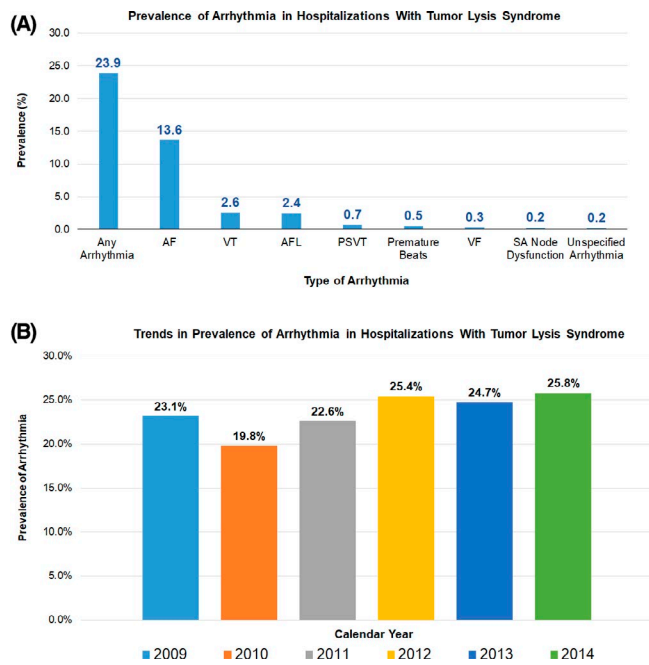 (A)
Prevalence of Arrhythmia in Hospitalizations With Tumor Lysis Syndrome
30.0
25.0
20.0
15.0
10.0
5.0
0.0
Prevalence (%)
23.9
13.6
2.6
2.4
0.7
0.5
0.3
0.2
0.2
Any Arrhythmia
AF
VT
AFL
PSVT
Premature Beats
VF
SA Node Dysfunction
Unspecified Arrhythmia
Type of Arrhythmia
(B)
Trends in Prevalence of Arrhythmia in Hospitalizations With Tumor Lysis Syndrome
30.0%
25.0%
20.0%
15.0%
10.0%
5.0%
0.0%
Prevalence of Arrhythmia
23.1%
19.8%
22.6%
25.4%
24.7%
25.8%
Calendar Year
2009
2010
2011
2012
2013
2014